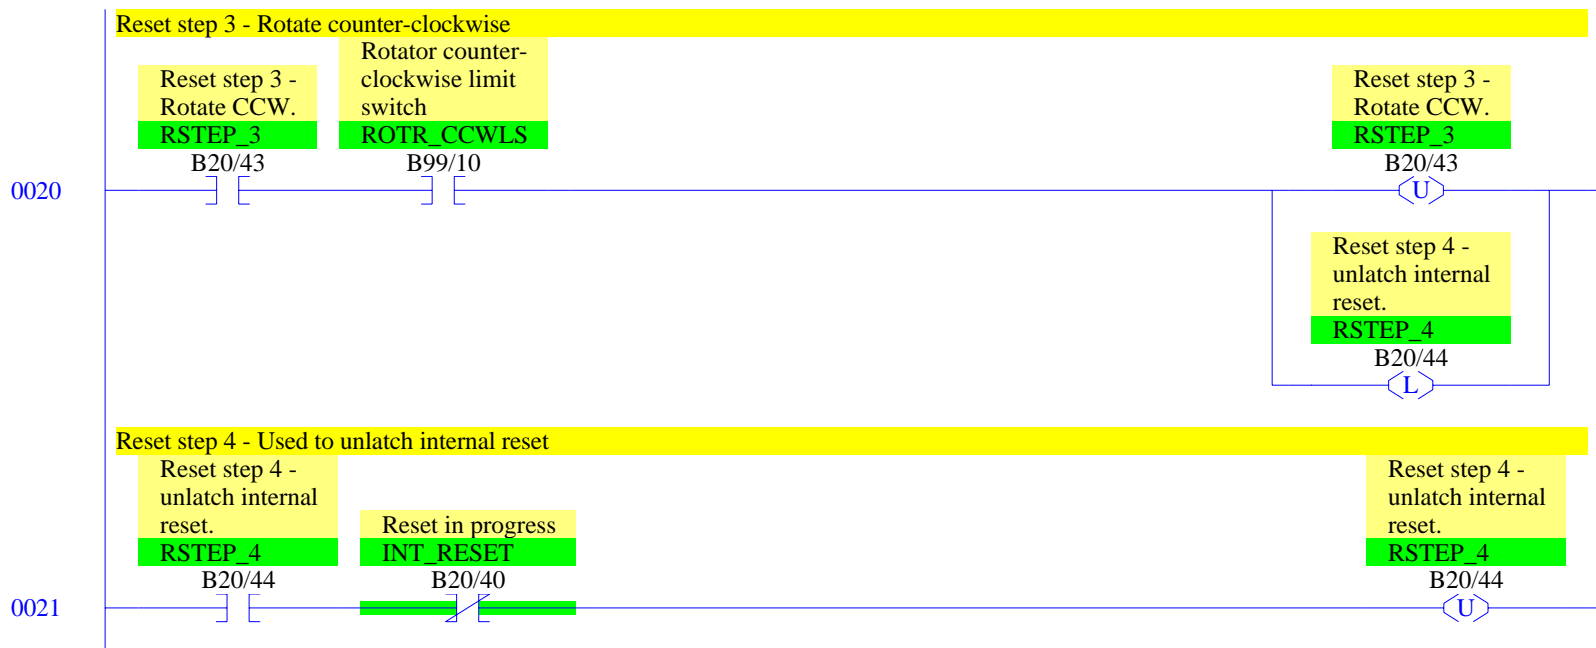 Reset step 3 - Rotate counter-clockwise
Reset step 3 -
Rotate CCW.
RSTEP_3
B20/43
Rotator counter-
clockwise limit
switch
ROTR_CCWLS
B99/10
Reset step 3 -
Rotate CCW.
RSTEP_3
B20/43
0020
U
Reset step 4 -
unlatch internal
reset.
RSTEP_4
B20/44
L
Reset step 4 - Used to unlatch internal reset
Reset step 4 -
unlatch internal
reset.
RSTEP_4
B20/44
Reset in progress
INT_RESET
B20/40
Reset step 4 -
unlatch internal
reset.
RSTEP_4
B20/44
0021
U